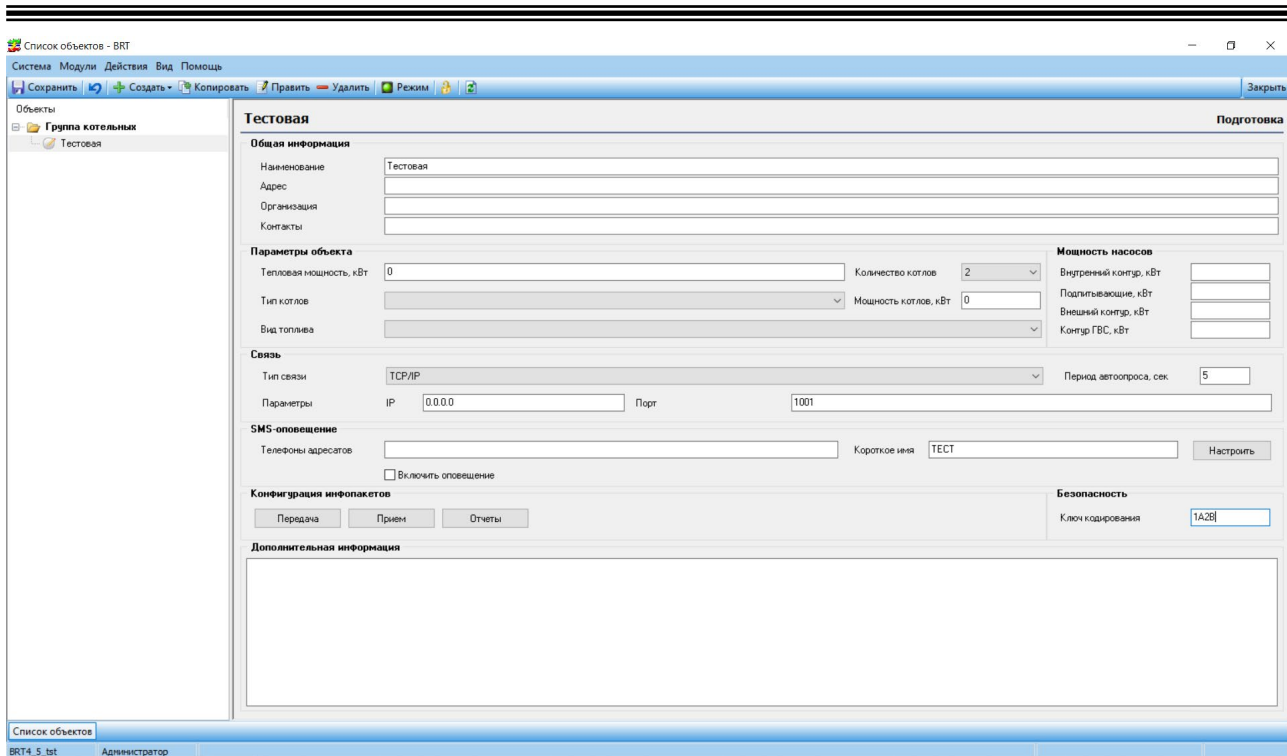 Список объектов - BRT
Система Модули Действия Вид Помощь
Сохранить Создать Копировать Править Удалить Режим Закрыть
Объекты
Группа котельных
Тестовая
Тестовая Подготовка
Общая информация
Наименование Тестовая
Адрес
Организация
Контакты
Параметры объекта Мощность насосов
Тепловая мощность, кВт 0 Количество котлов 2 Внутренний контур, кВт
Подпитывающие, кВт
Тип котлов Мощность котлов, кВт 0
Внешний контур, кВт
Вид топлива Контур ГВС, кВт
Связь
Тип связи TCP/IP Период автоопроса, сек 5
Параметры IP 0.0.0.0 Порт 1001
SMS-оповещение
Телефоны адресатов Короткое имя ТЕСТ Настроить
Включить оповещение
Конфигурация инфопакетов Безопасность
Передача Прием Отчеты Ключ кодирования 1A2B
Дополнительная информация
Список объектов
BRT4_5_tst Администратор